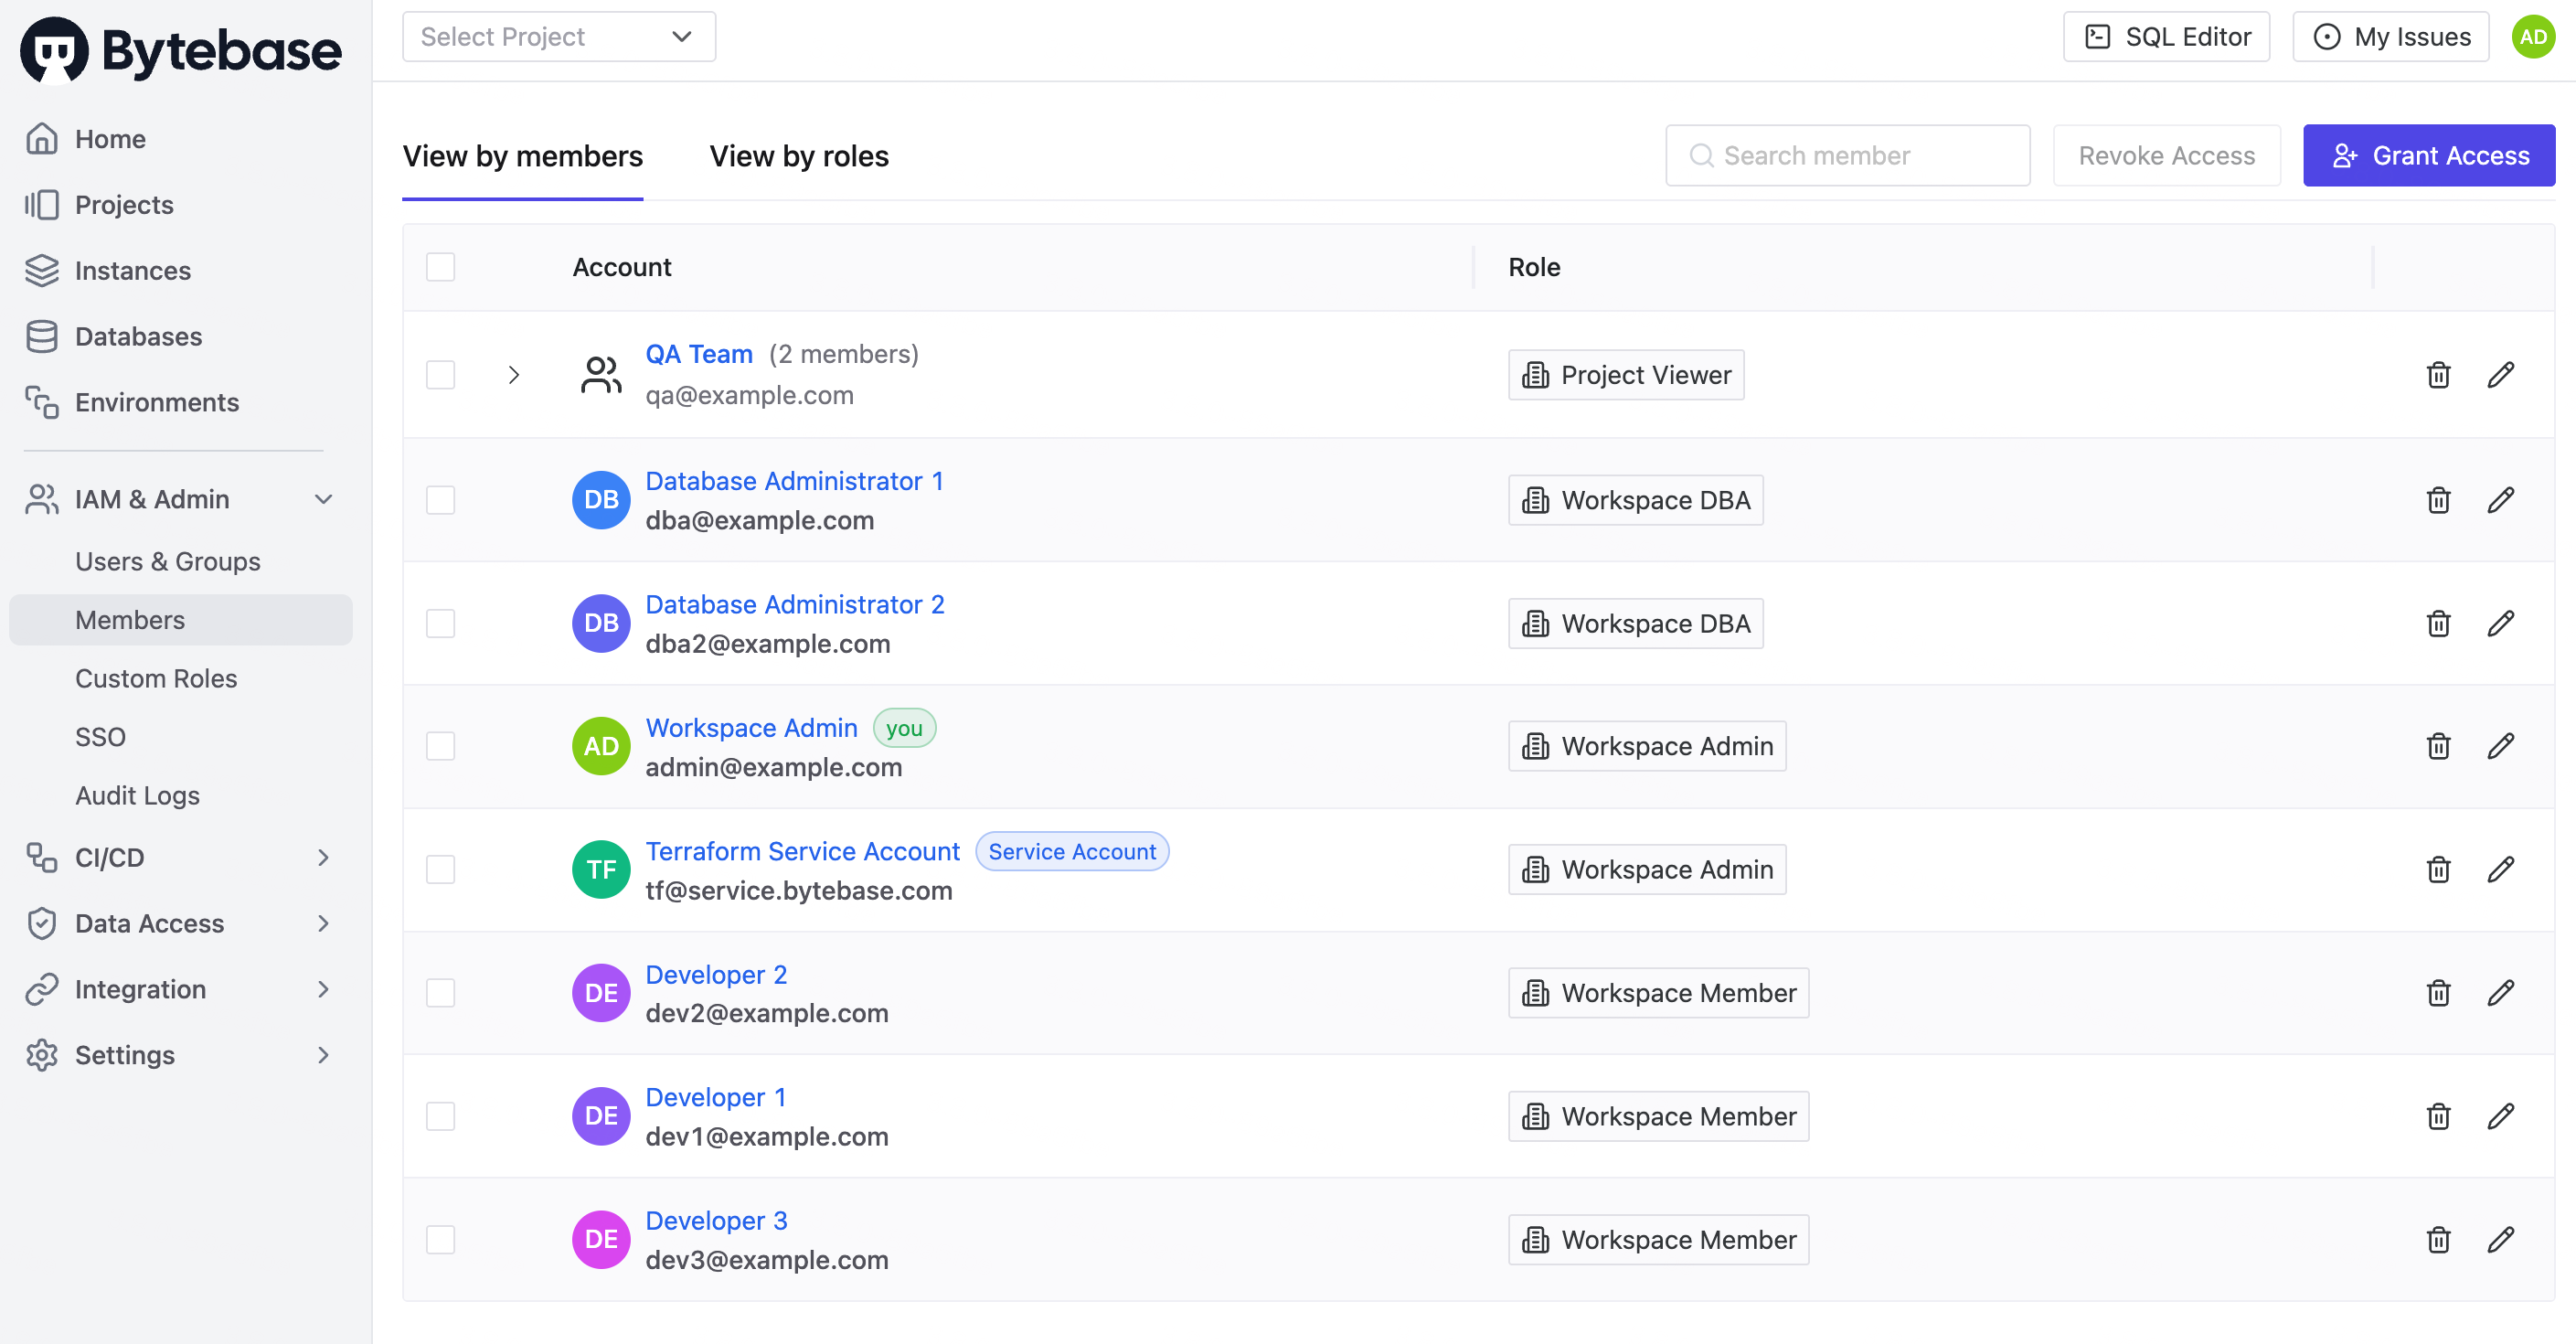 Bytebase
Select Project
SQL Editor
My Issues
AD
Home
Projects
Instances
Databases
Environments
IAM & Admin
Users & Groups
Members
Custom Roles
SSO
Audit Logs
CI/CD
Data Access
Integration
Settings
View by members
View by roles
Search member
Revoke Access
Grant Access
Account
Role
QA Team (2 members)
qa@example.com
Project Viewer
DB
Database Administrator 1
dba@example.com
Workspace DBA
DB
Database Administrator 2
dba2@example.com
Workspace DBA
AD
Workspace Admin you
admin@example.com
Workspace Admin
TF
Terraform Service Account Service Account
tf@service.bytebase.com
Workspace Admin
DE
Developer 2
dev2@example.com
Workspace Member
DE
Developer 1
dev1@example.com
Workspace Member
DE
Developer 3
dev3@example.com
Workspace Member